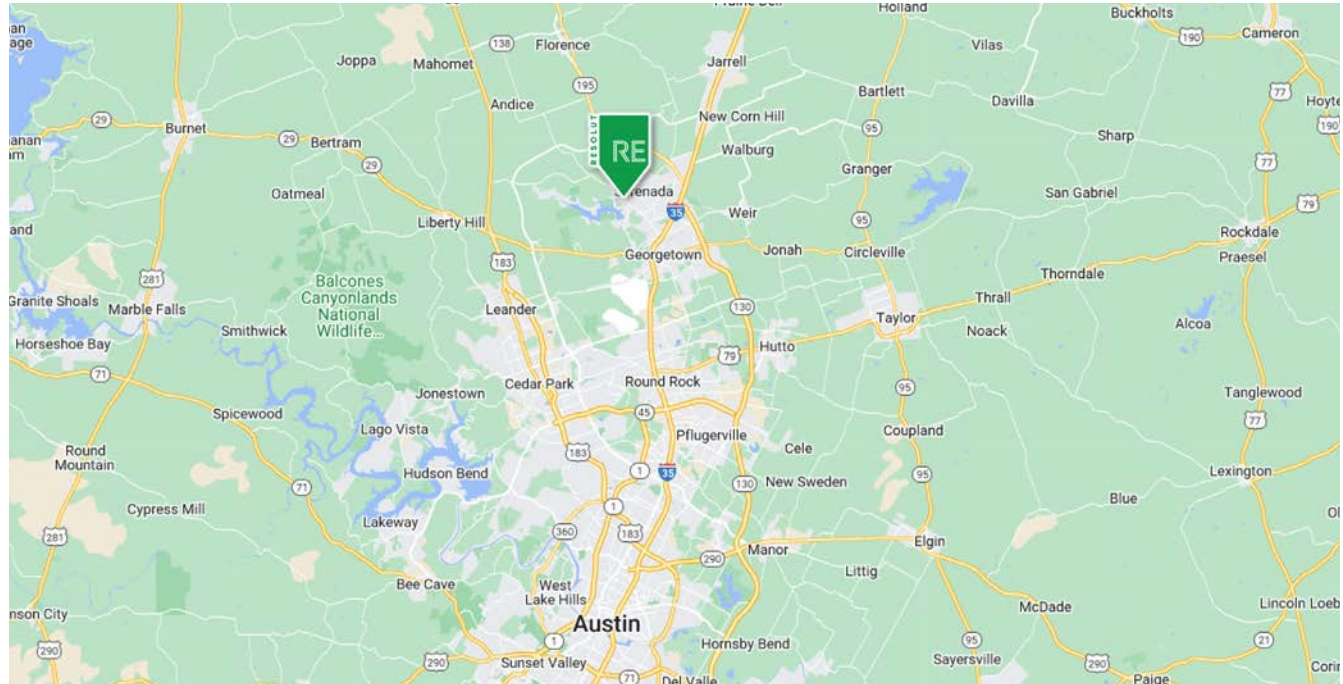 Holland
Buckholts
190
Cameron
138
Florence
Vilas
Joppa
Mahomet
Jarrell
195
Bartlett
Davilla
77
Andice
New Corn Hill
29
Burnet
29
Bertram
95
Sharp
190
RESOLUT
RE
Walburg
29
Granger
Oatmeal
San Gabriel
35
Weir
95
79
Liberty Hill
Rockdale
183
Georgetown
Jonah
Circleville
Praesel
77
281
Balcones
Canyonlands
National
Wildlife...
Thorndale
Granite Shoals
Marble Falls
Leander
130
Thrall
Smithwick
Taylor
Noack
Alcoa
Horseshoe Bay
79
Hutto
71
Cedar Park
Round Rock
95
Jonestown
Tanglewood
Spicewood
45
77
Lago Vista
Pflugerville
Coupland
Round
Mountain
183
Cele
Hudson Bend
1
35
Lexington
71
130
New Sweden
95
Blue
Cypress Mill
1
Lakeway
360
183
281
290
Manor
Elgin
Bee Cave
West
Lake Hills
Littig
McDade
Lincoln Loeb
Austin
1
Hornsby Bend
95
21
290
Sunset Valley
Sayersville
290
71
Del Valle
Paige